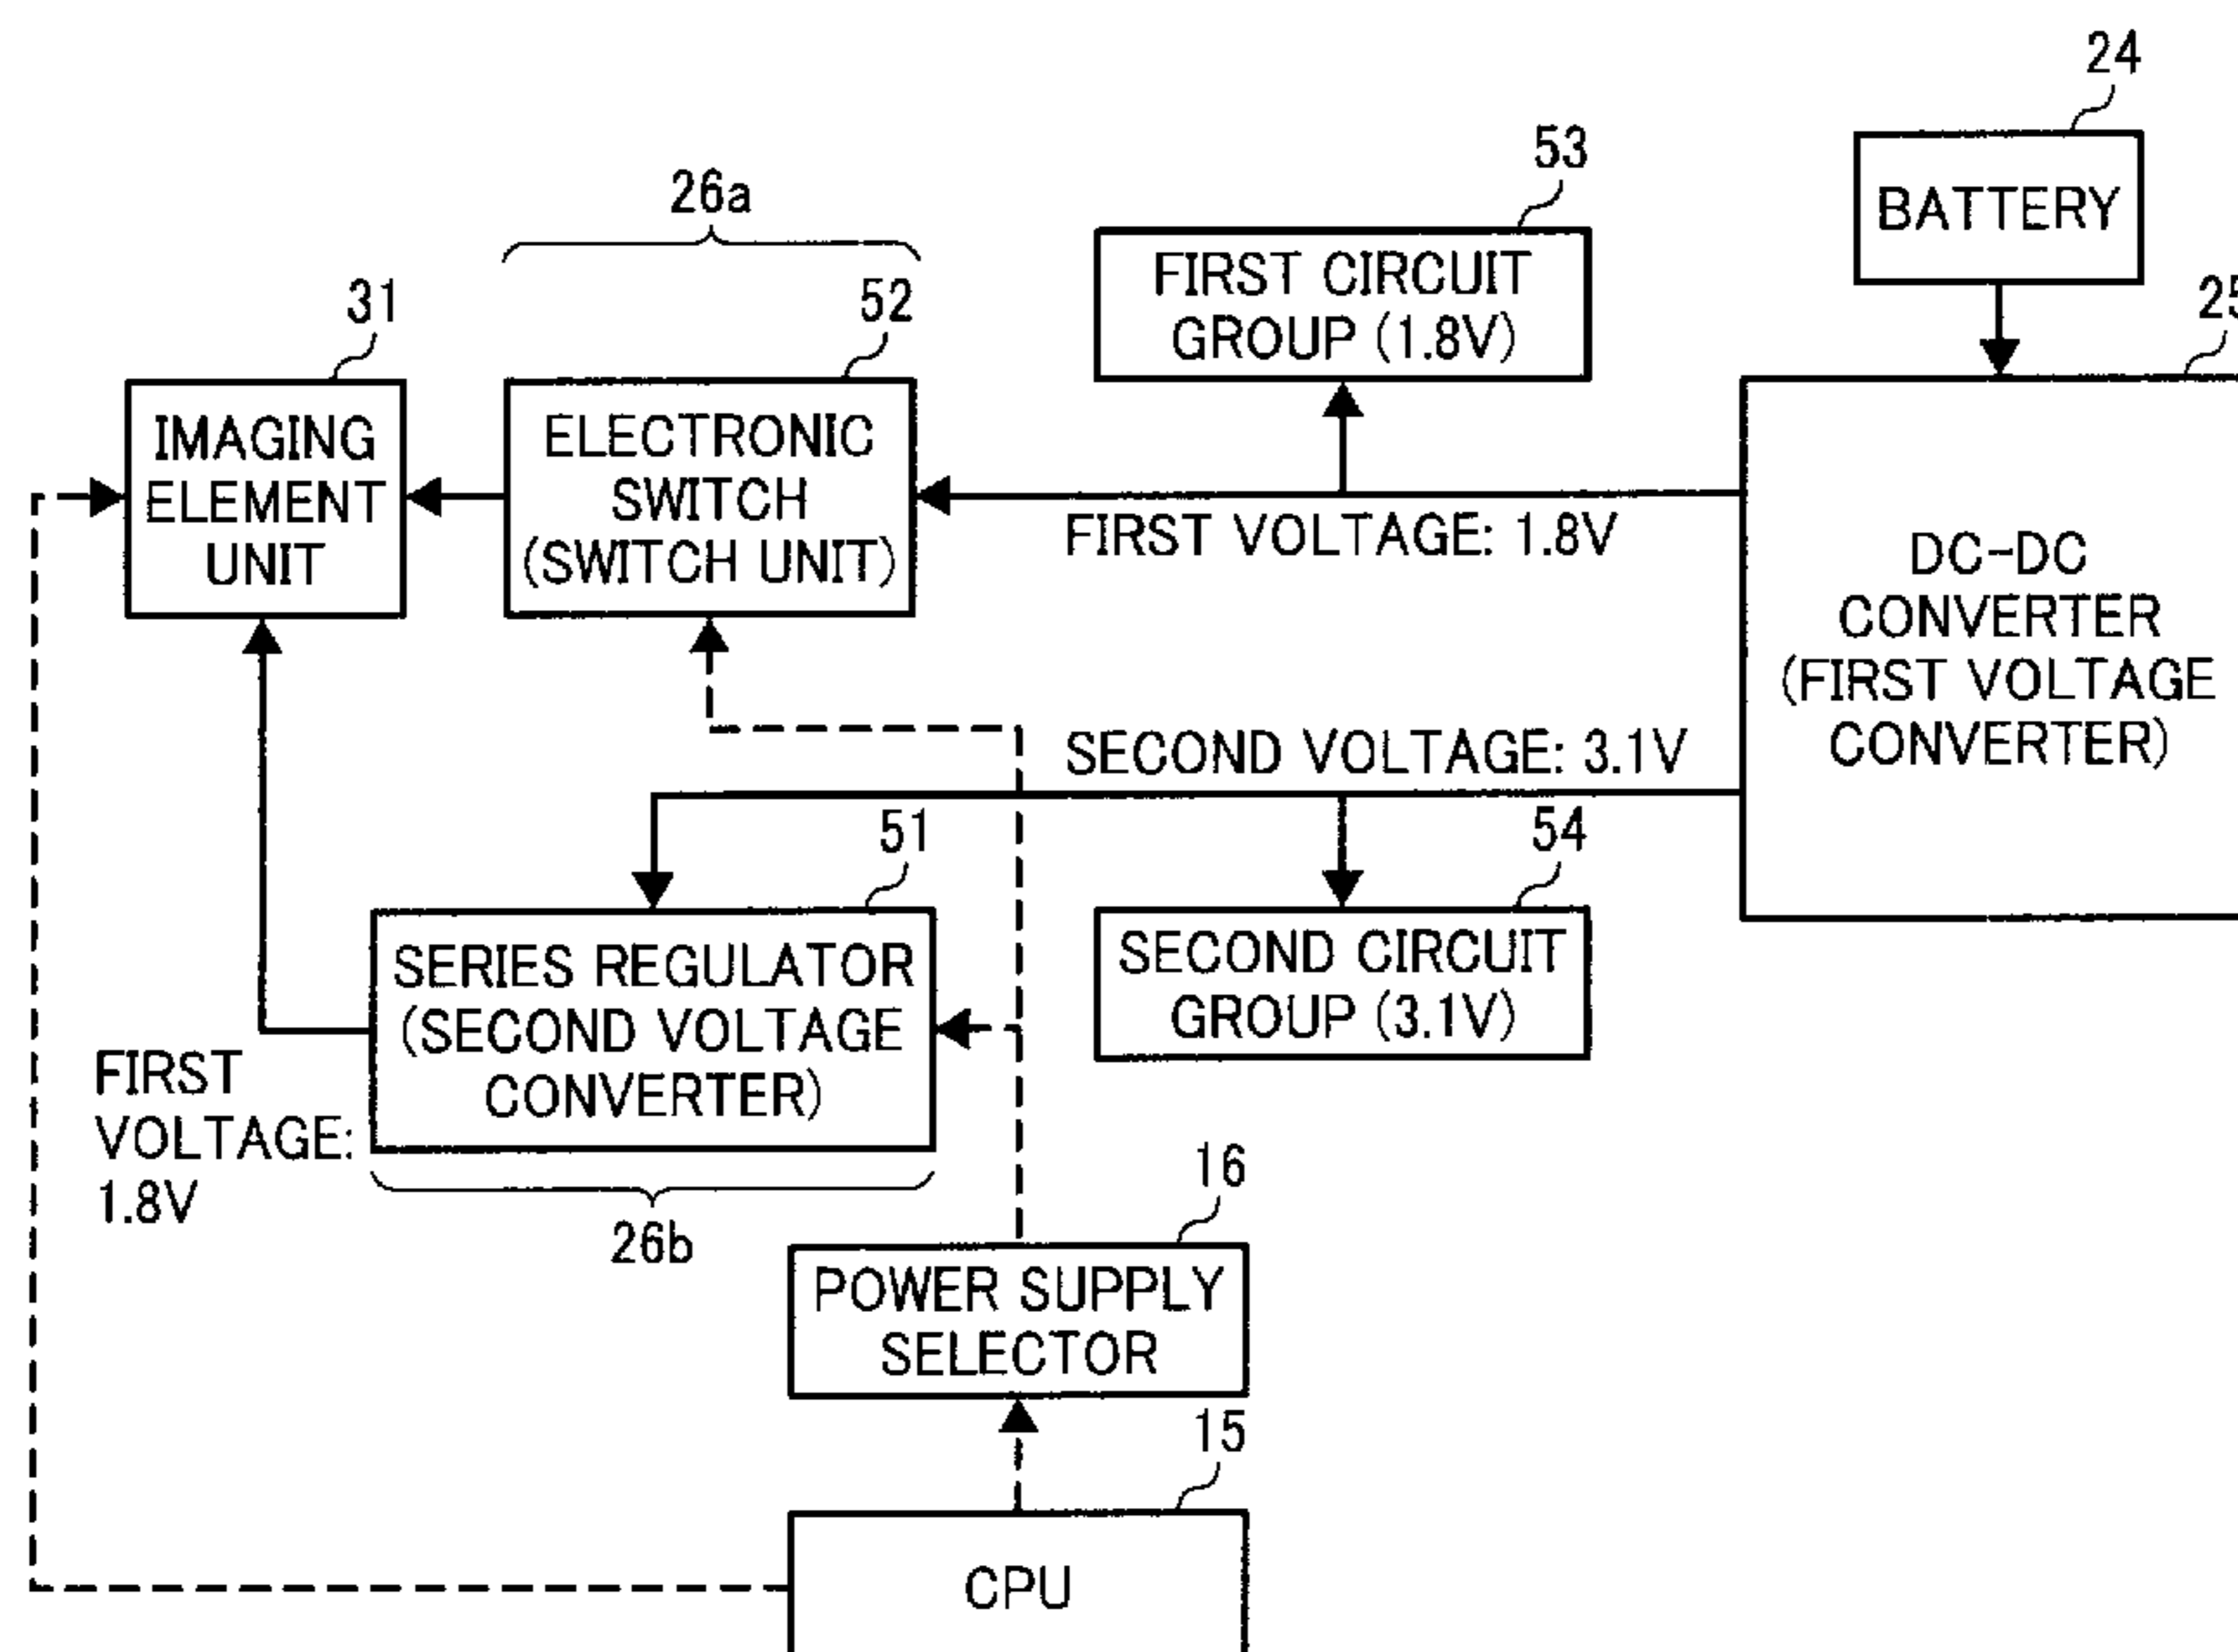 24
BATTERY
53
26a
FIRST CIRCUIT
GROUP (1.8V)
31
52
25
IMAGING
ELEMENT
UNIT
ELECTRONIC
SWITCH
(SWITCH UNIT)
FIRST VOLTAGE: 1.8V
DC-DC
CONVERTER
(FIRST VOLTAGE
CONVERTER)
SECOND VOLTAGE: 3.1V
51
54
SERIES REGULATOR
(SECOND VOLTAGE
CONVERTER)
SECOND CIRCUIT
GROUP (3.1V)
FIRST
VOLTAGE:
1.8V
26b
16
POWER SUPPLY
SELECTOR
15
CPU